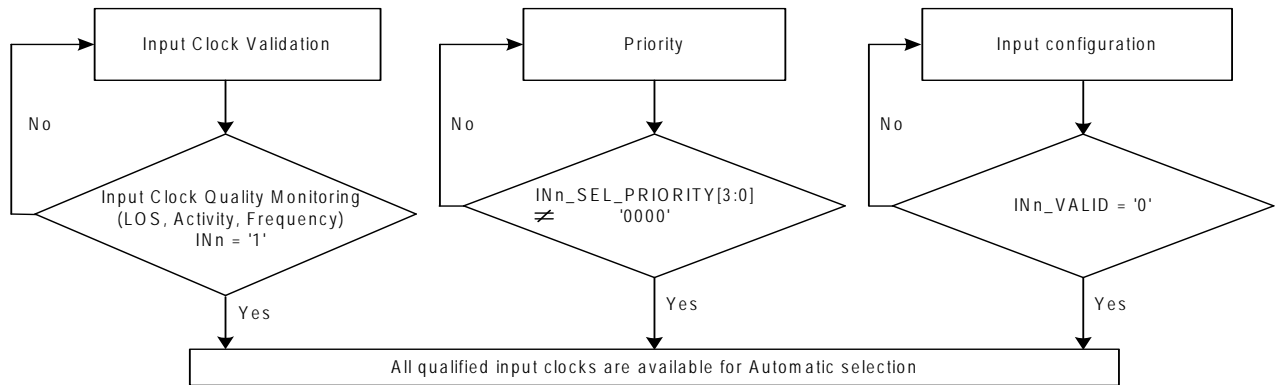 Input Clock Validation
No
Input Clock Quality Monitoring
(LOS, Activity, Frequency)
INn = '1'
Yes
Priority
No
INn_SEL_PRIORITY[3:0]
≠ '0000'
Yes
Input configuration
No
INn_VALID = '0'
Yes
All qualified input clocks are available for Automatic selection